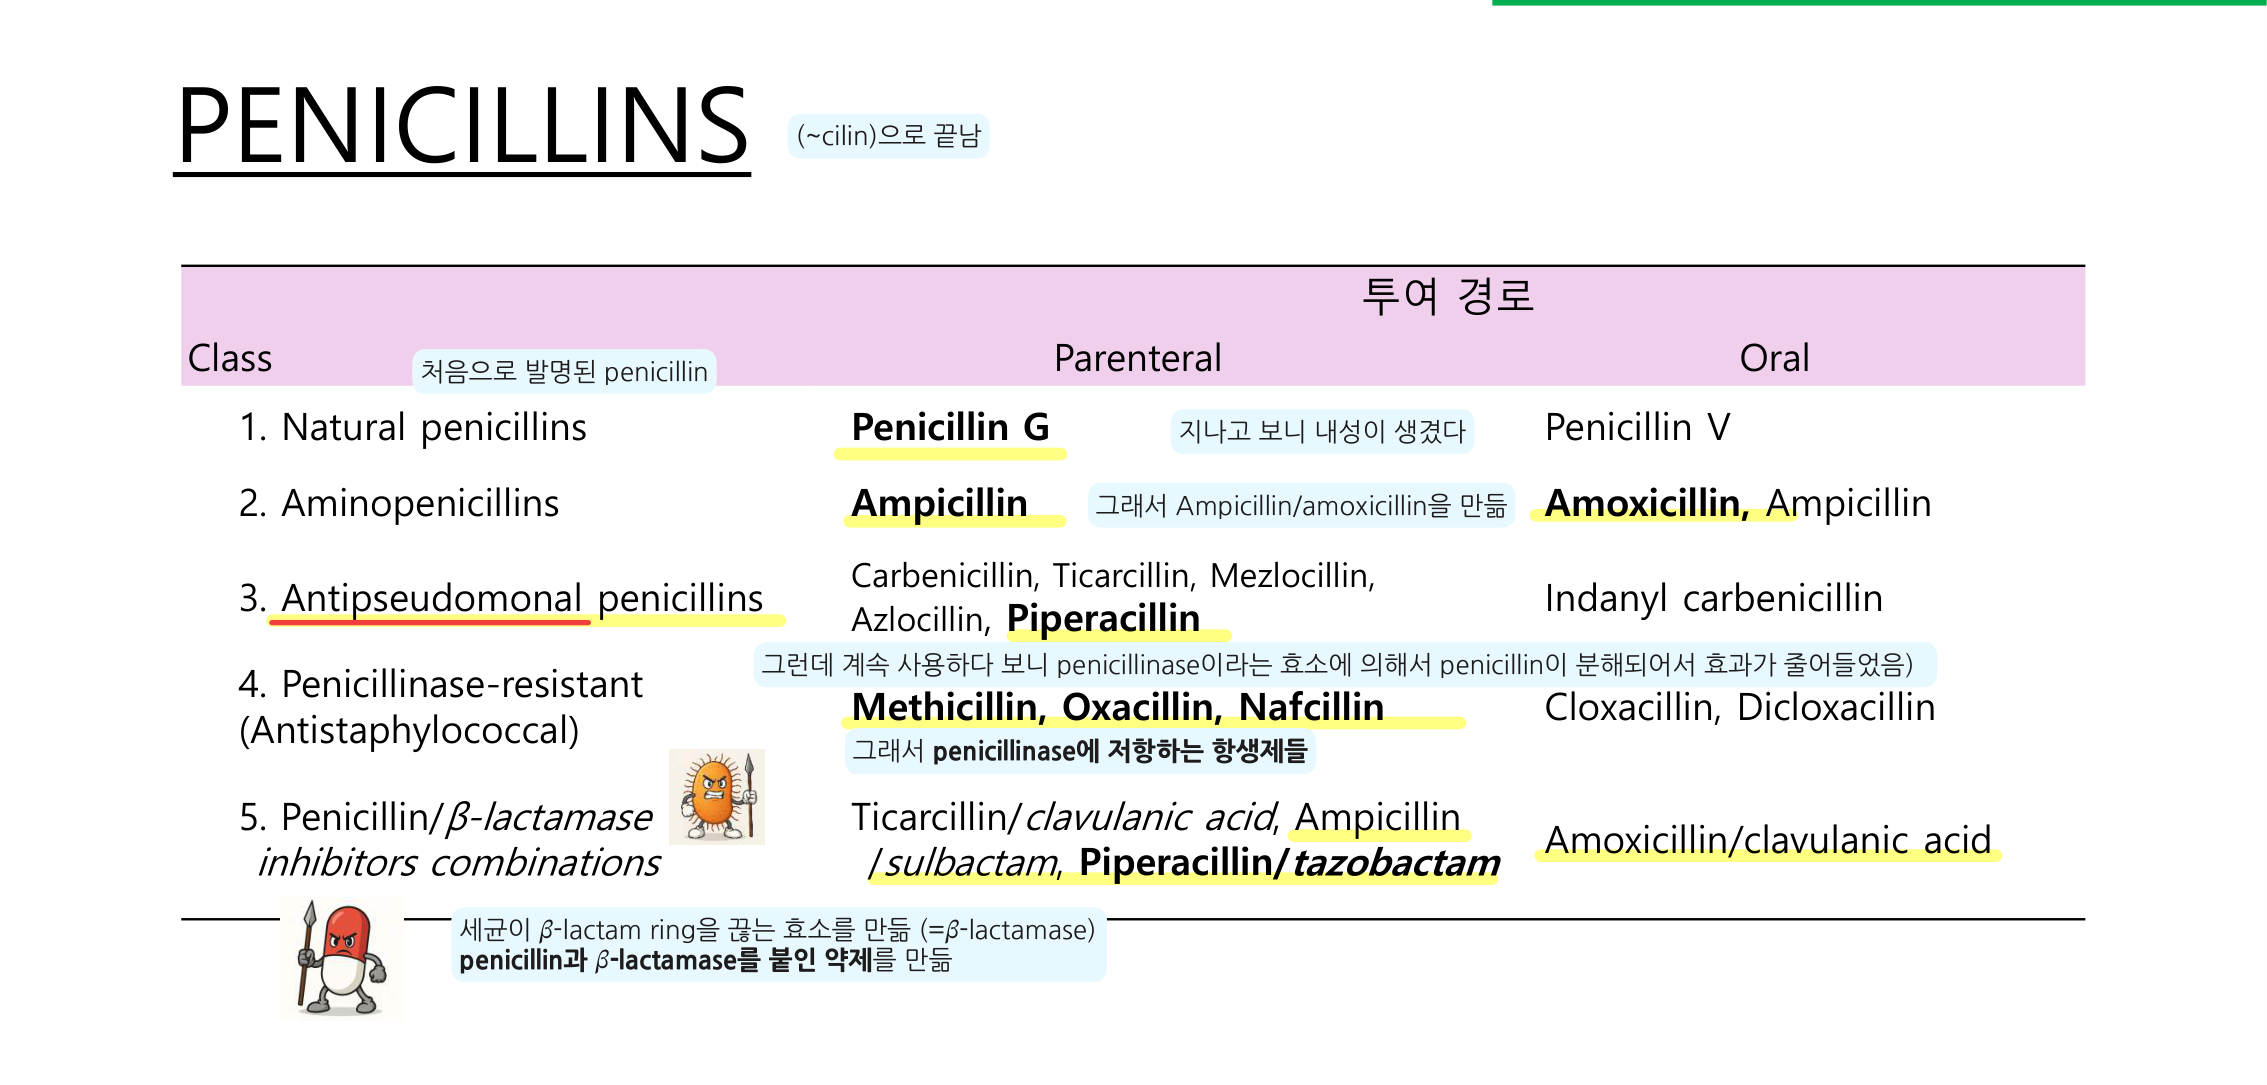 PENICILLINS
(~cilin)으로 끝남
투여 경로
Class
Parenteral
Oral
처음으로 발명된 penicillin
1. Natural penicillins
Penicillin G
지나고 보니 내성이 생겼다
Penicillin V
2. Aminopenicillins
Ampicillin
그래서 Ampicillin/amoxicillin을 만듦
Amoxicillin, Ampicillin
3. Antipseudomonal penicillins
Carbenicillin, Ticarcillin, Mezlocillin,
Azlocillin, Piperacillin
Indanyl carbenicillin
그런데 계속 사용하다 보니 penicillinase이라는 효소에 의해서 penicillin이 분해되어서 효과가 줄어들었음)
4. Penicillinase-resistant
(Antistaphylococcal)
Methicillin, Oxacillin, Nafcillin
Cloxacillin, Dicloxacillin
그래서 penicillinase에 저항하는 항생제들
5. Penicillin/β-lactamase
inhibitors combinations
Ticarcillin/clavulanic acid, Ampicillin
/sulbactam, Piperacillin/tazobactam
Amoxicillin/clavulanic acid
세균이 β-lactam ring을 끊는 효소를 만듦 (=β-lactamase)
penicillin과 β-lactamase를 붙인 약제를 만듦